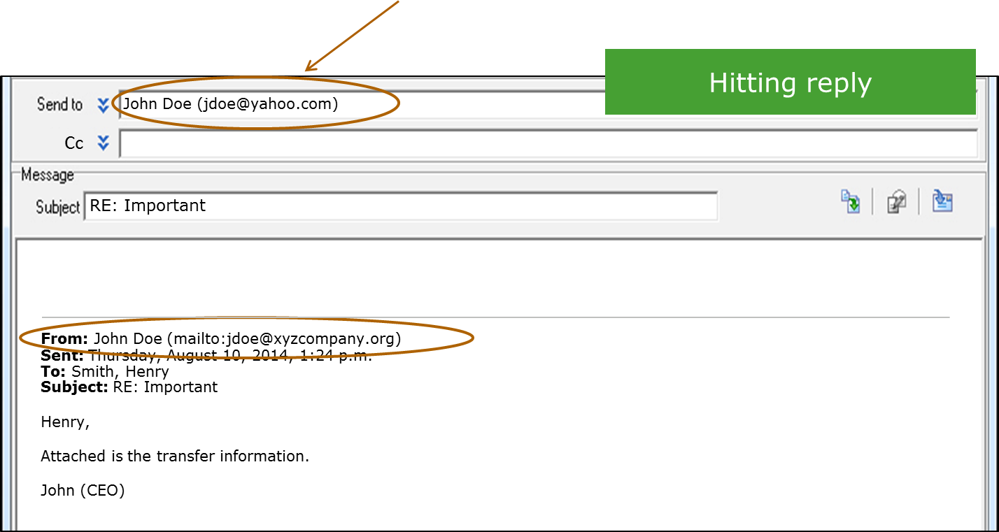 Hitting reply
Send to John Doe (jdoe@yahoo.com)
Cc
Message
Subject RE: Important
From: John Doe (mailto:jdoe@xyzcompany.org)
Sent: Thursday, August 10, 2014, 1:24 p.m.
To: Smith, Henry
Subject: RE: Important
Henry,
Attached is the transfer information.
John (CEO)